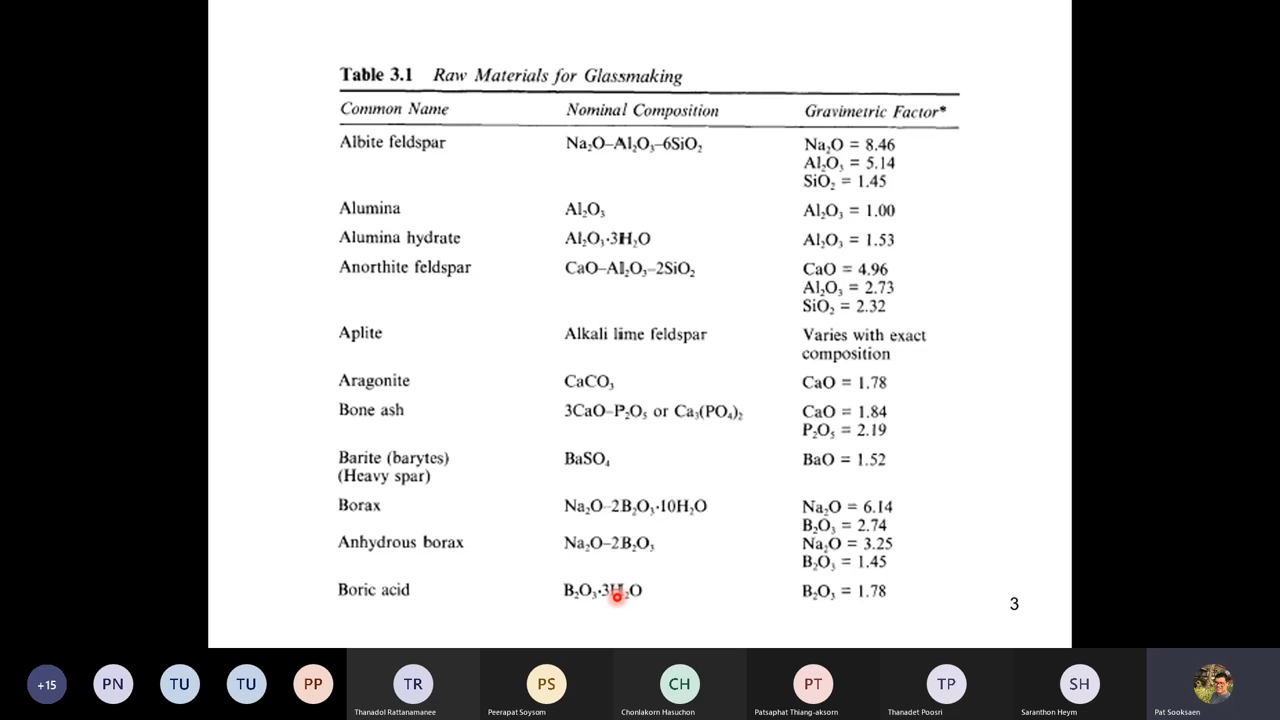 Table 3.1 Raw Materials for Glassmaking
Common Name Nominal Composition Gravimetric Factor*
Albite feldspar Na₂O–Al₂O₃–6SiO₂ Na₂O = 8.46
Al₂O₃ = 5.14
SiO₂ = 1.45
Alumina Al₂O₃ Al₂O₃ = 1.00
Alumina hydrate Al₂O₃·3H₂O Al₂O₃ = 1.53
Anorthite feldspar CaO–Al₂O₃–2SiO₂ CaO = 4.96
Al₂O₃ = 2.73
SiO₂ = 2.32
Aplite Alkali lime feldspar Varies with exact
composition
Aragonite CaCO₃ CaO = 1.78
Bone ash 3CaO–P₂O₅ or Ca₃(PO₄)₂ CaO = 1.84
P₂O₅ = 2.19
Barite (barytes) BaSO₄ BaO = 1.52
(Heavy spar)
Borax Na₂O–2B₂O₃·10H₂O Na₂O = 6.14
B₂O₃ = 2.74
Anhydrous borax Na₂O–2B₂O₃ Na₂O = 3.25
B₂O₃ = 1.45
Boric acid B₂O₃·3H₂O B₂O₃ = 1.78
3
+15 PN TU TU PP TR PS CH PT TP SH
Thanadol Rattanamanee Peerapat Soysom Chonlakorn Hasuchon Patsaphat Thiang-aksorn Thanadet Poosri Saranthon Heym Pat Sooksaen